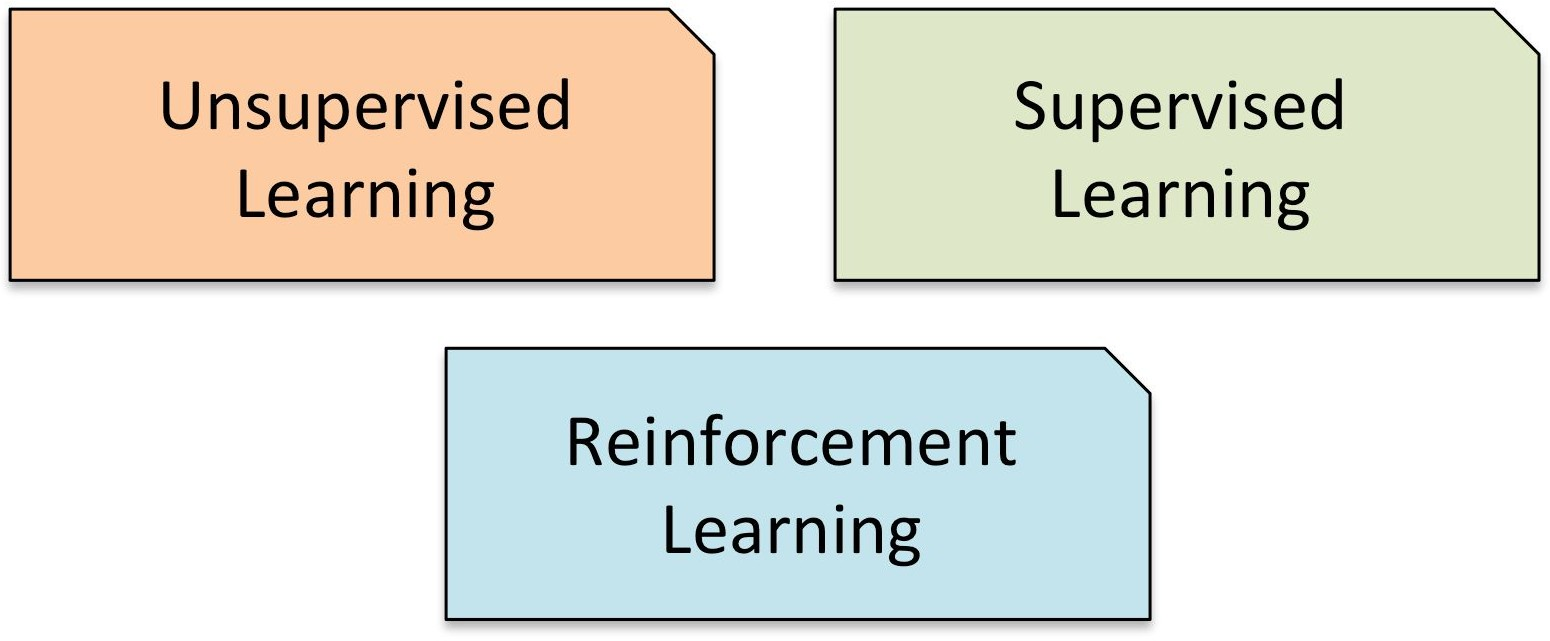 Unsupervised
Learning
Supervised
Learning
Reinforcement
Learning